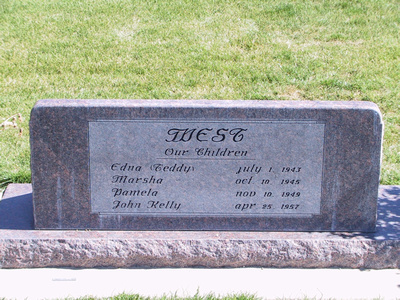 WEST
Our Children
Edna (Teddy) July 1, 1943
Marsha Oct. 10, 1945
Pamela Nov. 10, 1949
John Kelly Apr. 25, 1957